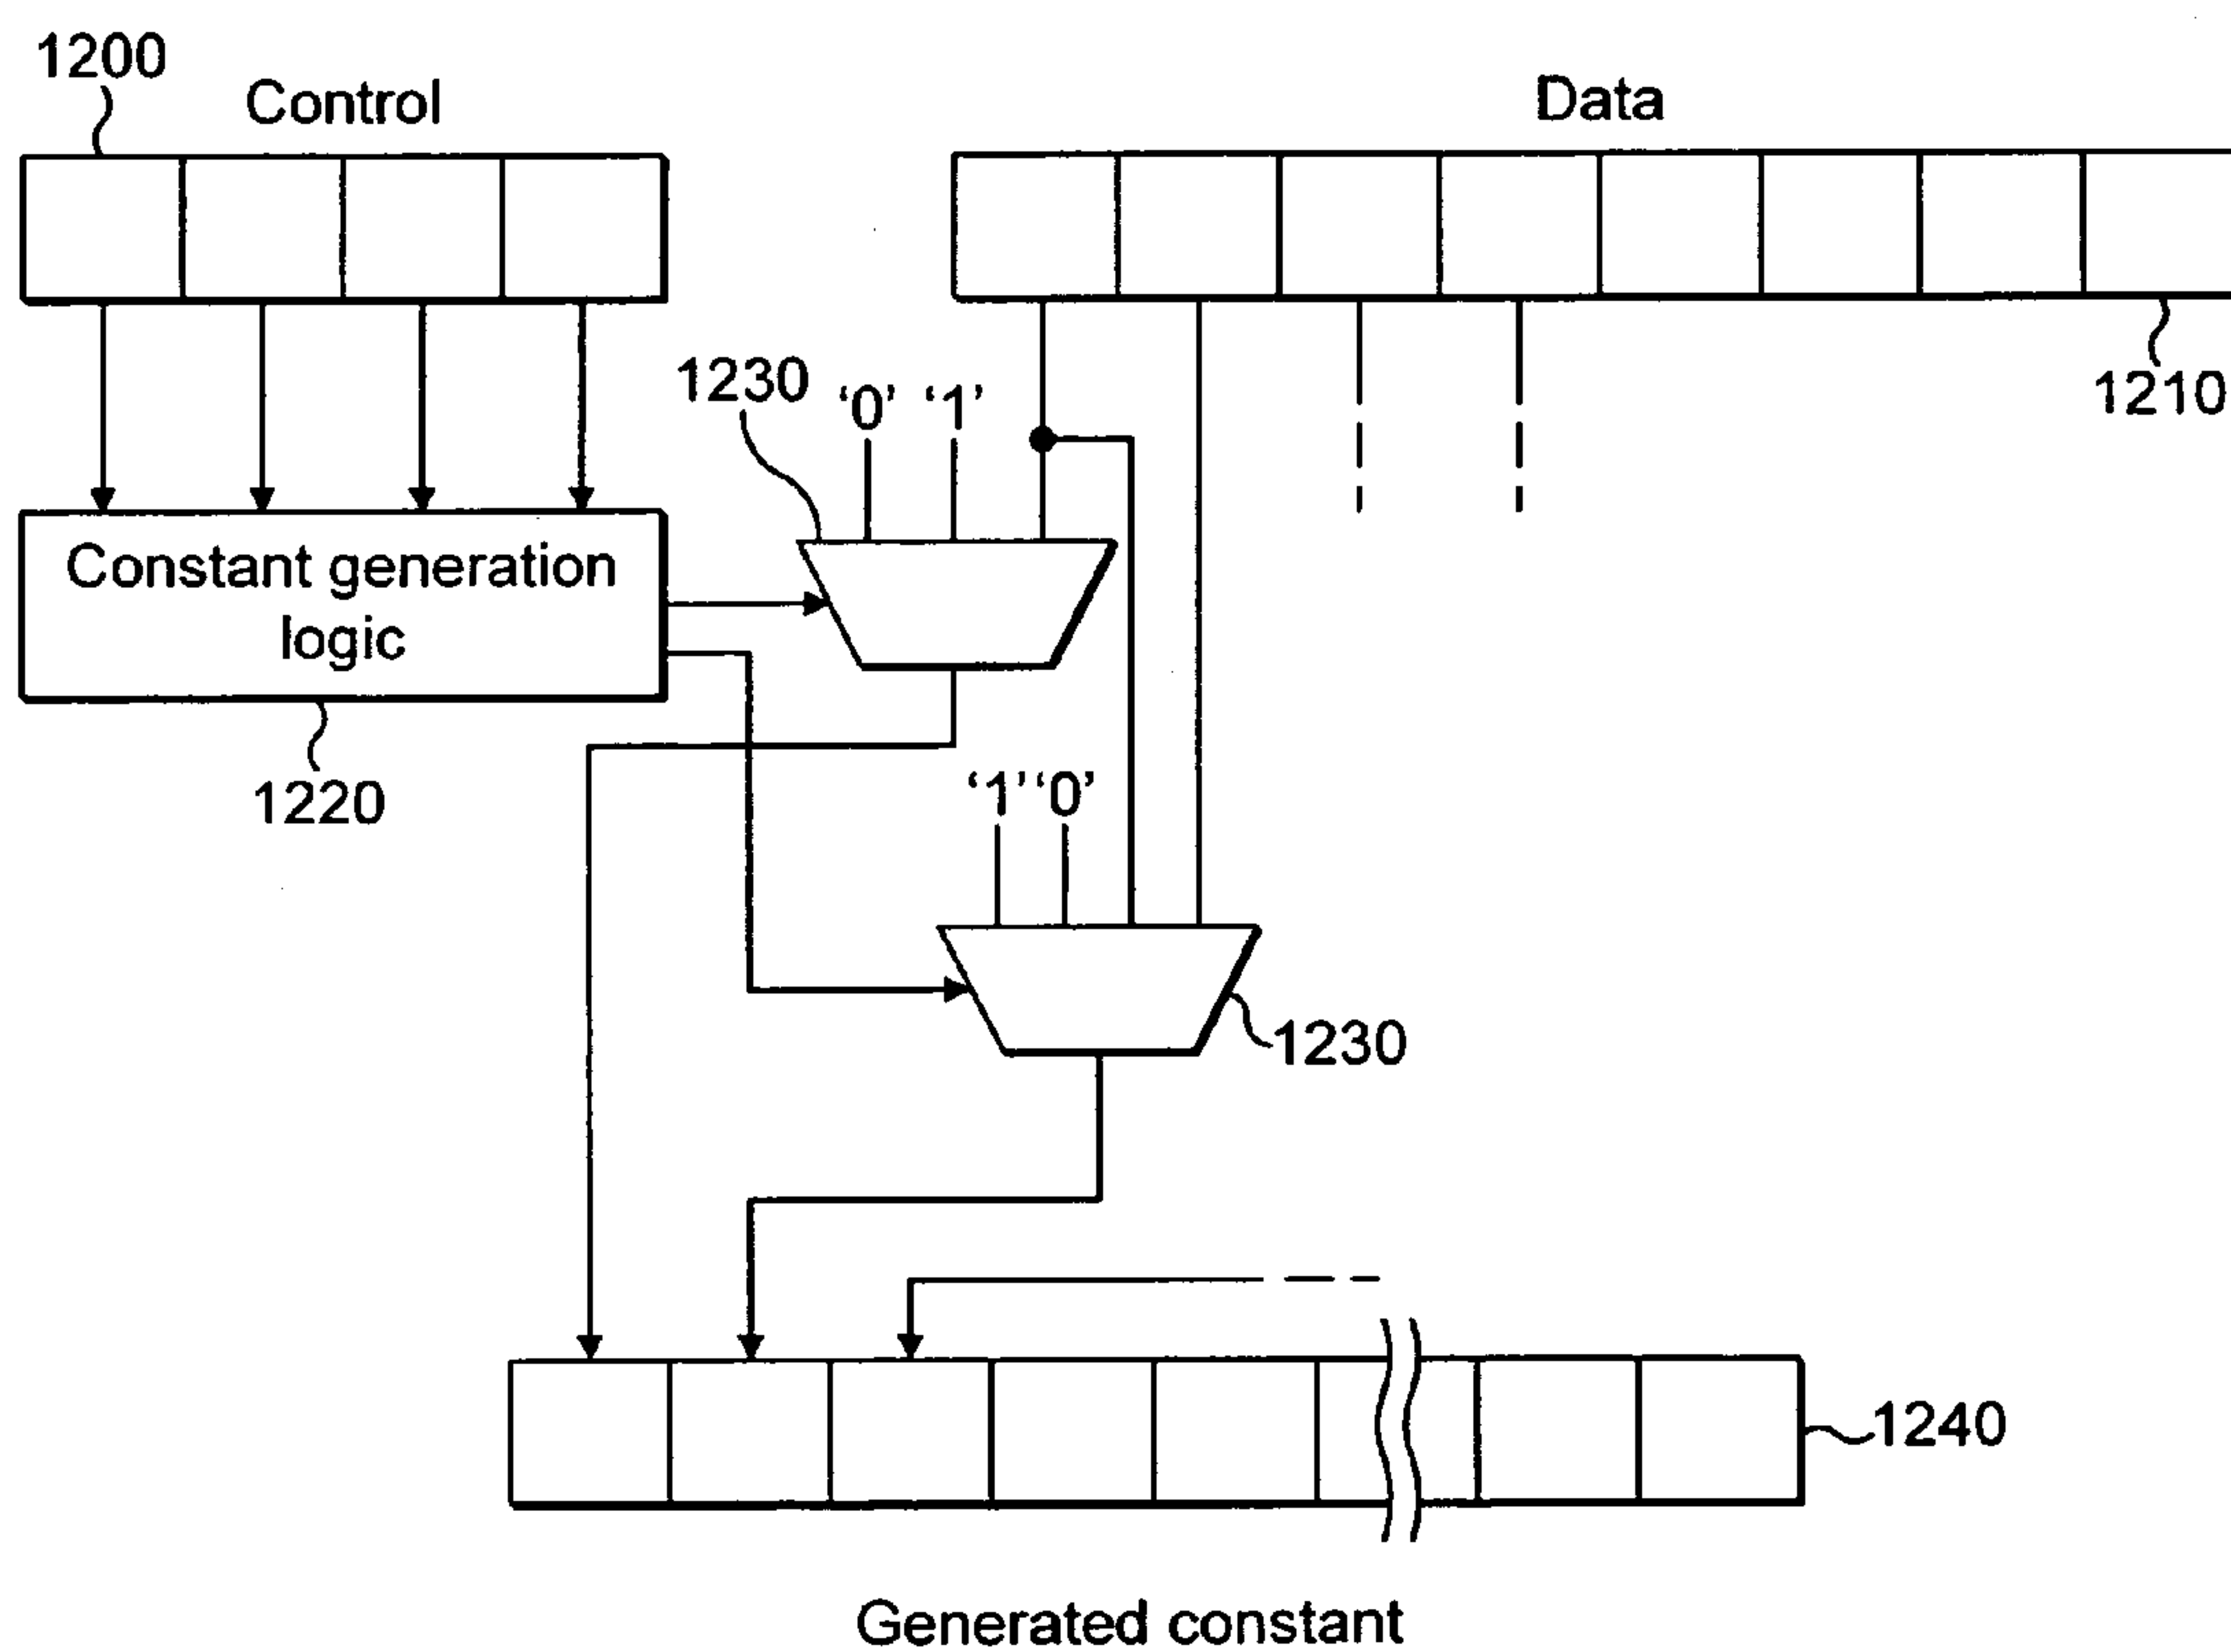 1200
Control
Data
1210
1230
‘0’ ‘1’
Constant generation
logic
1220
‘1’ ‘0’
1230
1240
Generated constant